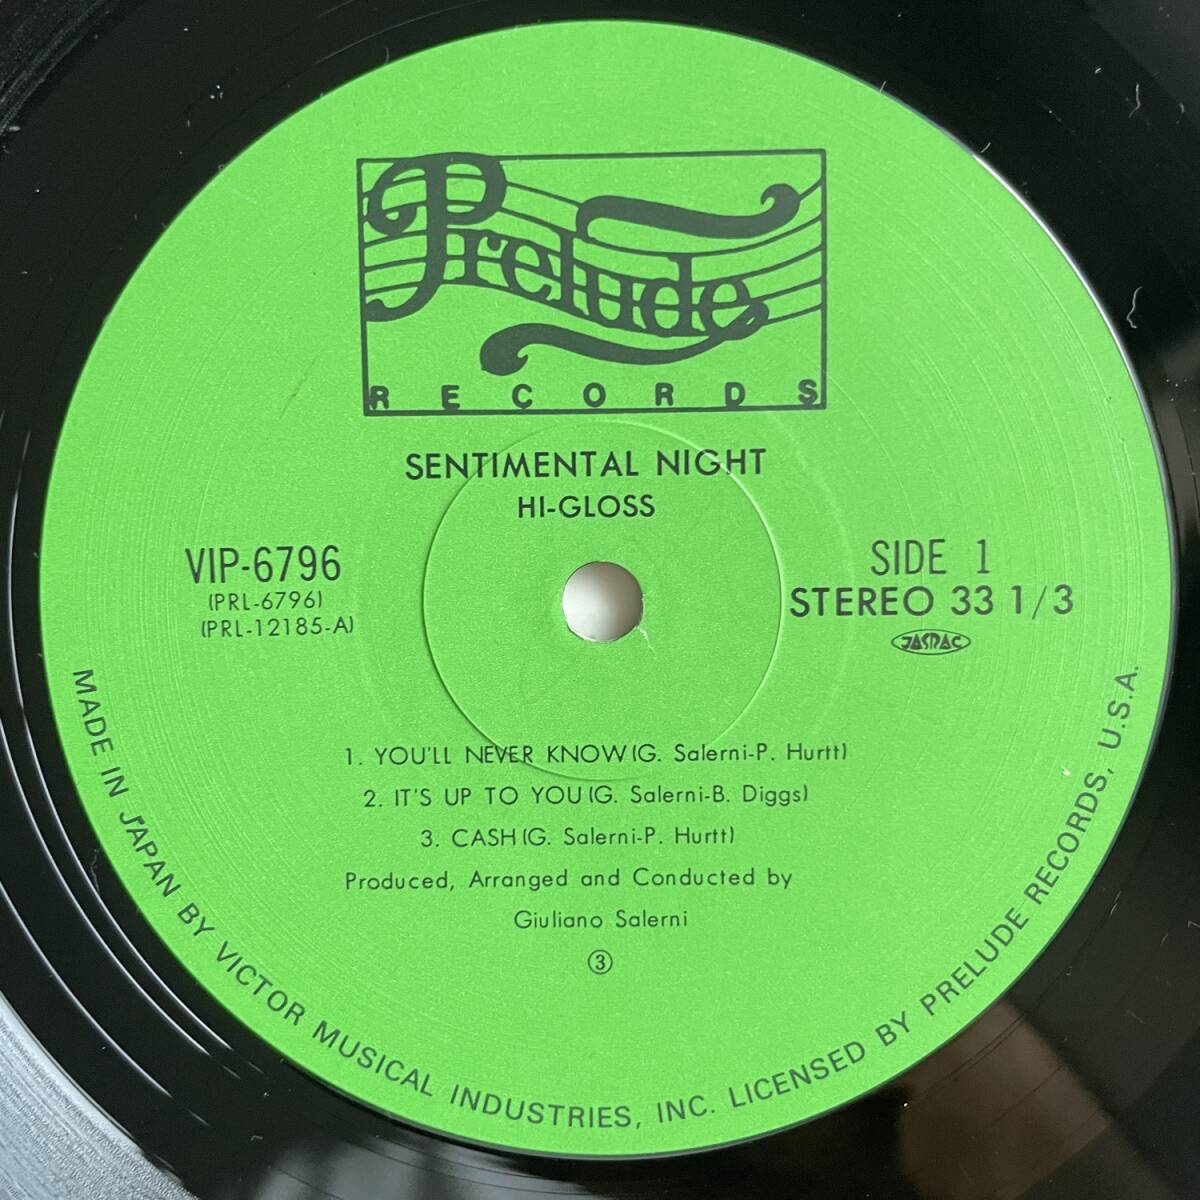 Prelude
RECORDS
SENTIMENTAL NIGHT
HI-GLOSS
VIP-6796
(PRL-6796)
(PRL-12185-A)
SIDE 1
STEREO 33 1/3
JASRAC
1. YOU'LL NEVER KNOW (G. Salerni-P. Hurtt)
2. IT'S UP TO YOU (G. Salerni-B. Diggs)
3. CASH (G. Salerni-P. Hurtt)
Produced, Arranged and Conducted by
Giuliano Salerni
③
MADE IN JAPAN BY VICTOR MUSICAL INDUSTRIES, INC. LICENSED BY PRELUDE RECORDS, U.S.A.